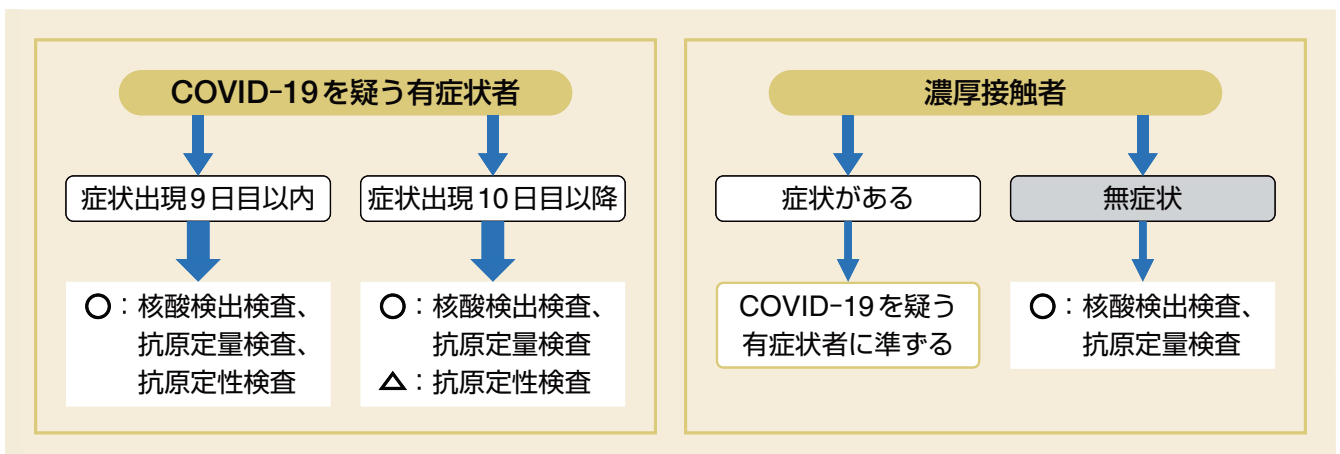 COVID-19を疑う有症状者
症状出現9日目以内
○：核酸検出検査、
抗原定量検査、
抗原定性検査
症状出現10日目以降
○：核酸検出検査、
抗原定量検査
△：抗原定性検査
濃厚接触者
症状がある
COVID-19を疑う
有症状者に準ずる
無症状
○：核酸検出検査、
抗原定量検査